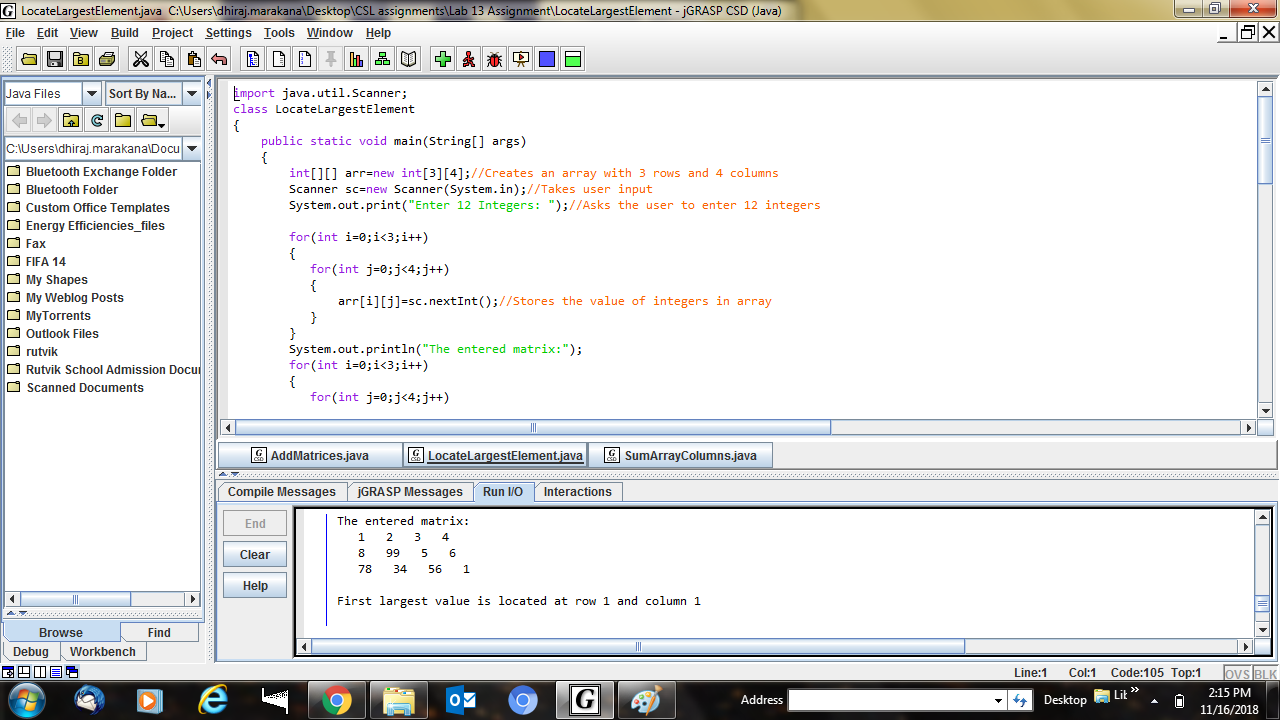 LocateLargestElement.java C:\Users\dhiraj.marakana\Desktop\CSL assignments\Lab 13 Assignment\LocateLargestElement - jGRASP CSD (Java)
File Edit View Build Project Settings Tools Window Help
Java Files Sort By Na...
C:\Users\dhiraj.marakana\Docu
Bluetooth Exchange Folder
Bluetooth Folder
Custom Office Templates
Energy Efficiencies_files
Fax
FIFA 14
My Shapes
My Weblog Posts
MyTorrents
Outlook Files
rutvik
Rutvik School Admission Docu
Scanned Documents
Browse Find
Debug Workbench
import java.util.Scanner;
class LocateLargestElement
{
public static void main(String[] args)
{
int[][] arr=new int[3][4];//Creates an array with 3 rows and 4 columns
Scanner sc=new Scanner(System.in);//Takes user input
System.out.print("Enter 12 Integers: ");//Asks the user to enter 12 integers
for(int i=0;i<3;i++)
{
for(int j=0;j<4;j++)
{
arr[i][j]=sc.nextInt();//Stores the value of integers in array
}
}
System.out.println("The entered matrix:");
for(int i=0;i<3;i++)
{
for(int j=0;j<4;j++)
AddMatrices.java LocateLargestElement.java SumArrayColumns.java
Compile Messages jGRASP Messages Run I/O Interactions
End
Clear
Help
The entered matrix:
1 2 3 4
8 99 5 6
78 34 56 1
First largest value is located at row 1 and column 1
Line:1 Col:1 Code:105 Top:1 OVS BLK
Address Desktop Lit »
2:15 PM
11/16/2018